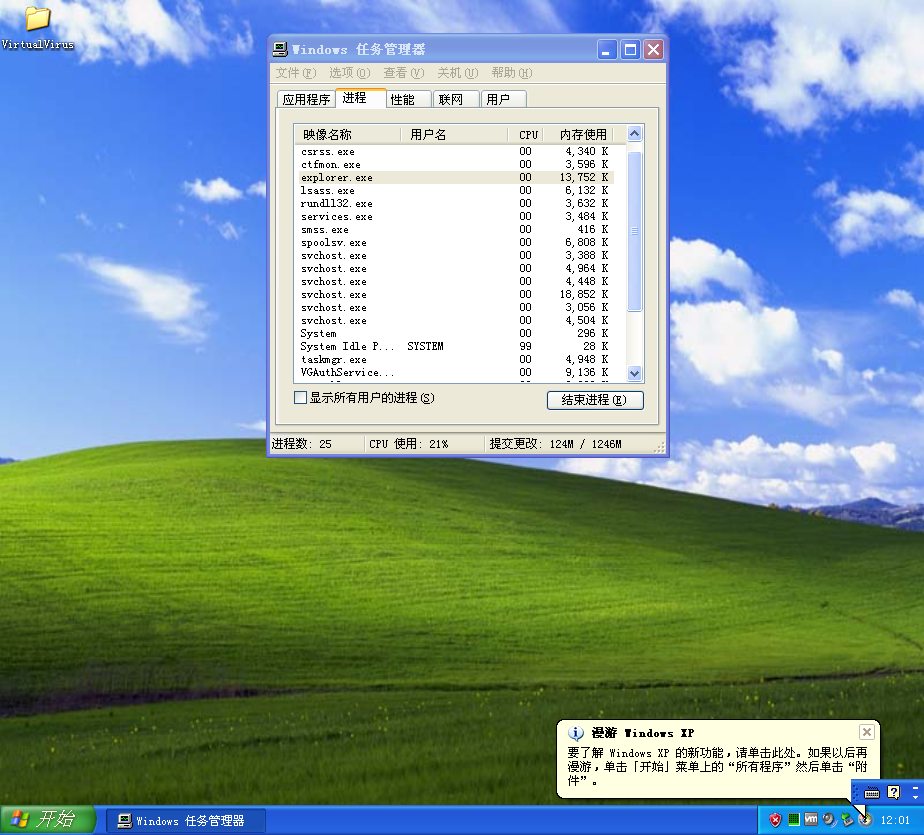 VirtualVirus
Windows 任务管理器
文件(F) 选项(O) 查看(V) 关机(U) 帮助(H)
应用程序 进程 性能 联网 用户
映像名称 用户名 CPU 内存使用
csrss.exe 00 4,340 K
ctfmon.exe 00 3,596 K
explorer.exe 00 13,752 K
lsass.exe 00 6,132 K
rundll32.exe 00 3,632 K
services.exe 00 3,484 K
smss.exe 00 416 K
spoolsv.exe 00 6,808 K
svchost.exe 00 3,388 K
svchost.exe 00 4,964 K
svchost.exe 00 4,448 K
svchost.exe 00 18,852 K
svchost.exe 00 3,056 K
svchost.exe 00 4,504 K
System 00 296 K
System Idle P... SYSTEM 99 28 K
taskmgr.exe 00 4,948 K
VGAuthService... 00 9,136 K
显示所有用户的进程(S) 结束进程(E)
进程数: 25 CPU 使用: 21% 提交更改: 124M / 1246M
漫游 Windows XP
要了解 Windows XP 的新功能，请单击此处。如果以后再
漫游，单击「开始」菜单上的“所有程序”然后单击“附
件”。
开始 Windows 任务管理器 vm 12:01